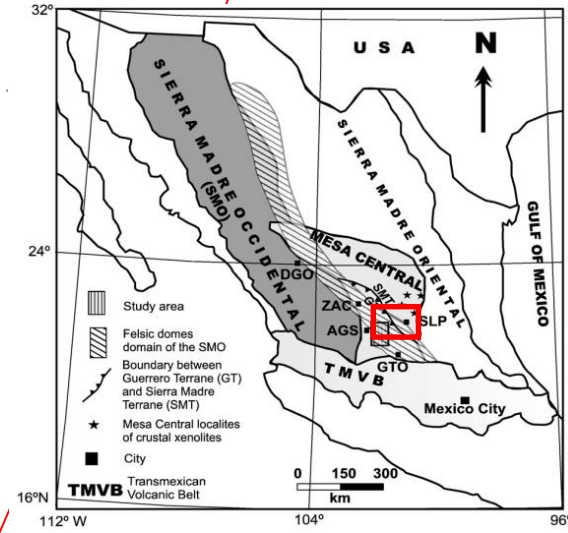 32°
U S A
N
SIERRA MADRE OCCIDENTAL
(SMO)
SIERRA MADRE ORIENTAL
GULF OF MEXICO
24°
MESA CENTRAL
DGO
SMT
ZAC
SLP
AGS
GTO
TMVB
Mexico City
Study area
Felsic domes
domain of the SMO
Boundary between
Guerrero Terrane (GT)
and Sierra Madre
Terrane (SMT)
Mesa Central localites
of crustal xenolites
City
TMVB Transmexican
Volcanic Belt
0 150 300
km
16°N
112° W
104°
96°